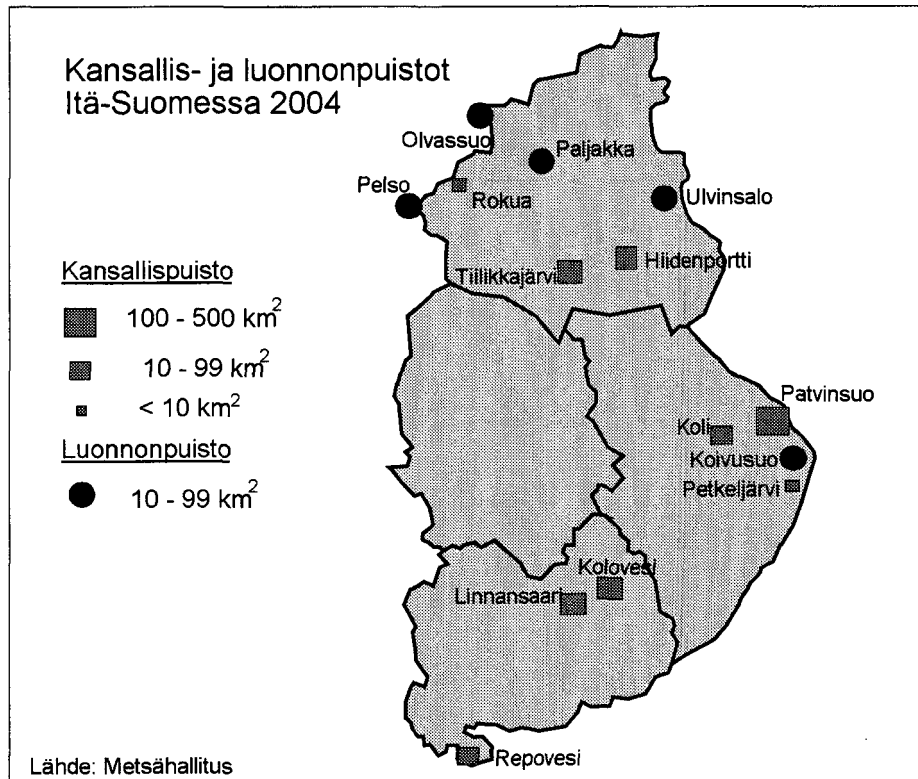 Kansallis- ja luonnonpuistot
Itä-Suomessa 2004
Olvassuo
Paljakka
Pelso
Rokua
Ulvinsalo
Tiilikkajärvi
Hiidenportti
Kansallispuisto
100 - 500 km²
10 - 99 km²
< 10 km²
Luonnonpuisto
10 - 99 km²
Patvinsuo
Koli
Koivusuo
Petkeljärvi
Kolovesi
Linnansaari
Repovesi
Lähde: Metsähallitus